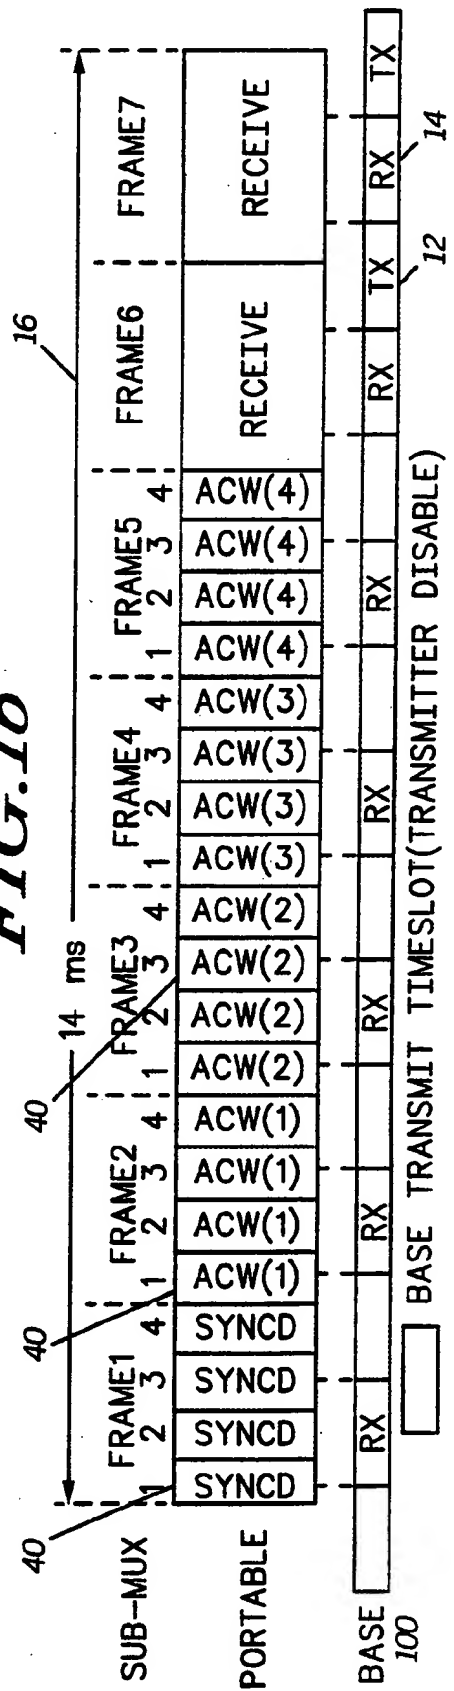 FIG.10
16
14 ms
40 40 40
SUB-MUX FRAME1 FRAME2 FRAME3 FRAME4 FRAME5 FRAME6 FRAME7
1 2 3 4 1 2 3 4 1 2 3 4 1 2 3 4 1 2 3 4
PORTABLE SYNCD SYNCD SYNCD SYNCD ACW(1) ACW(1) ACW(1) ACW(1) ACW(2) ACW(2) ACW(2) ACW(2) ACW(3) ACW(3) ACW(3) ACW(3) ACW(4) ACW(4) ACW(4) ACW(4) RECEIVE RECEIVE
BASE RX RX RX RX RX RX TX RX TX
100 12 14
BASE TRANSMIT TIMESLOT(TRANSMITTER DISABLE)